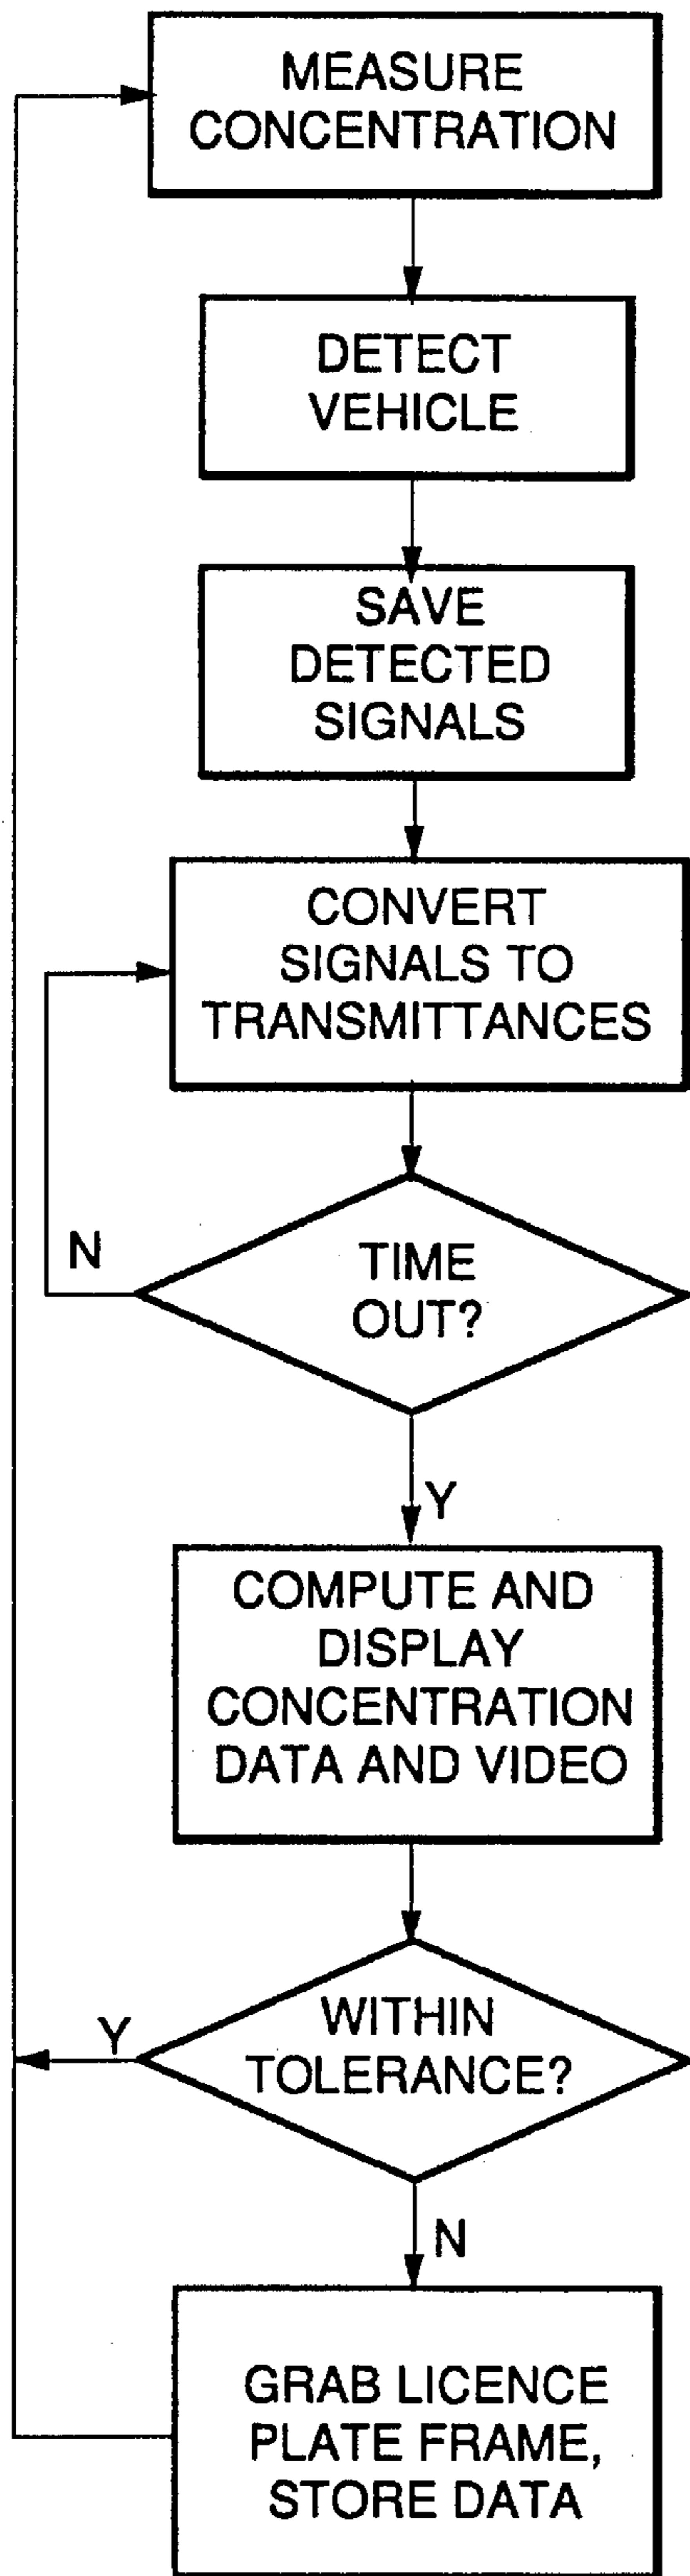 MEASURE
CONCENTRATION
DETECT
VEHICLE
SAVE
DETECTED
SIGNALS
CONVERT
SIGNALS TO
TRANSMITTANCES
N
TIME
OUT?
Y
COMPUTE AND
DISPLAY
CONCENTRATION
DATA AND VIDEO
Y
WITHIN
TOLERANCE?
N
GRAB LICENCE
PLATE FRAME,
STORE DATA